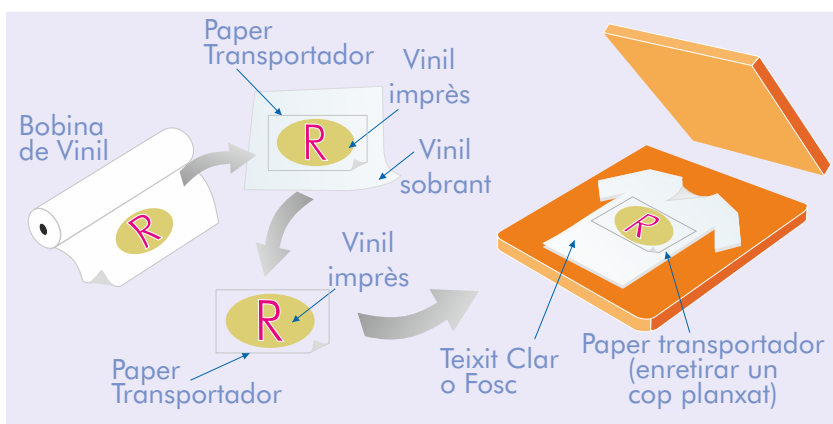 Paper
Transportador
Vinil
imprès
Bobina
de Vinil
R
R
Vinil
sobrant
Vinil
imprès
R
Paper
Transportador
R
Teixit Clar
o Fosc
Paper transportador
(enretirar un
cop planxat)